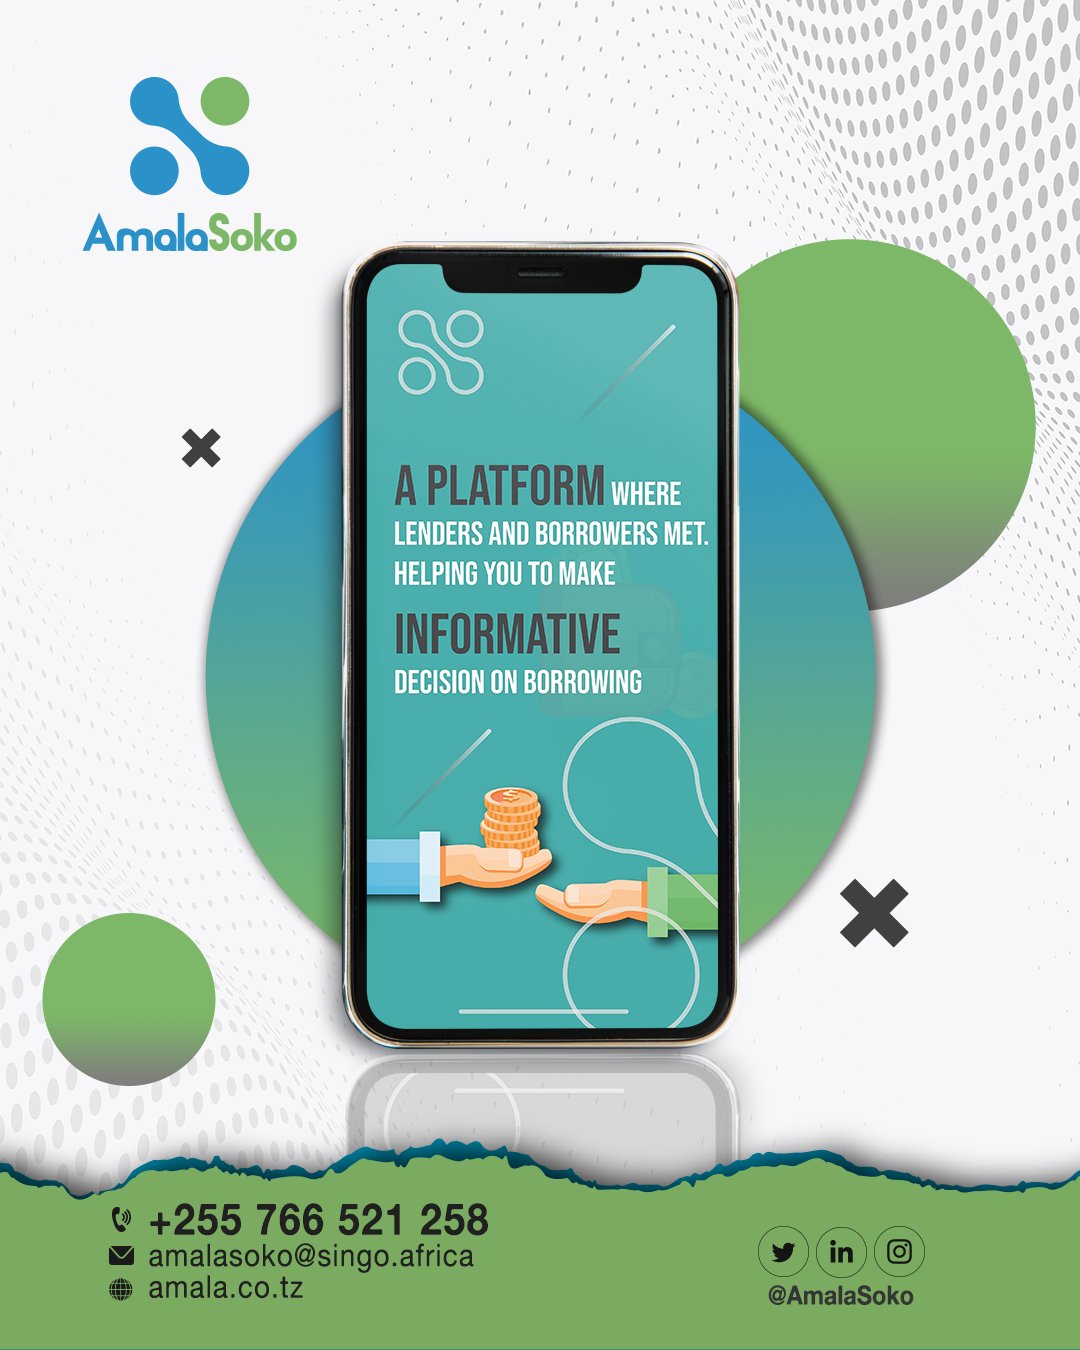 AmalaSoko
A PLATFORM WHERE
LENDERS AND BORROWERS MET.
HELPING YOU TO MAKE
INFORMATIVE
DECISION ON BORROWING
+255 766 521 258
amalasoko@singo.africa
amala.co.tz
@AmalaSoko